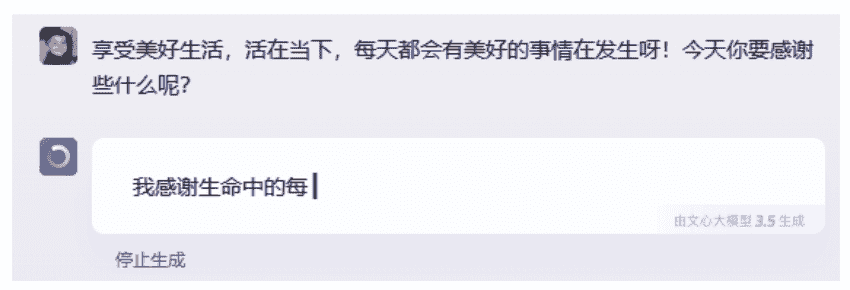 享受美好生活，活在当下，每天都会有美好的事情在发生呀！今天你要感谢
些什么呢？
我感谢生命中的每
由文心大模型 3.5 生成
停止生成